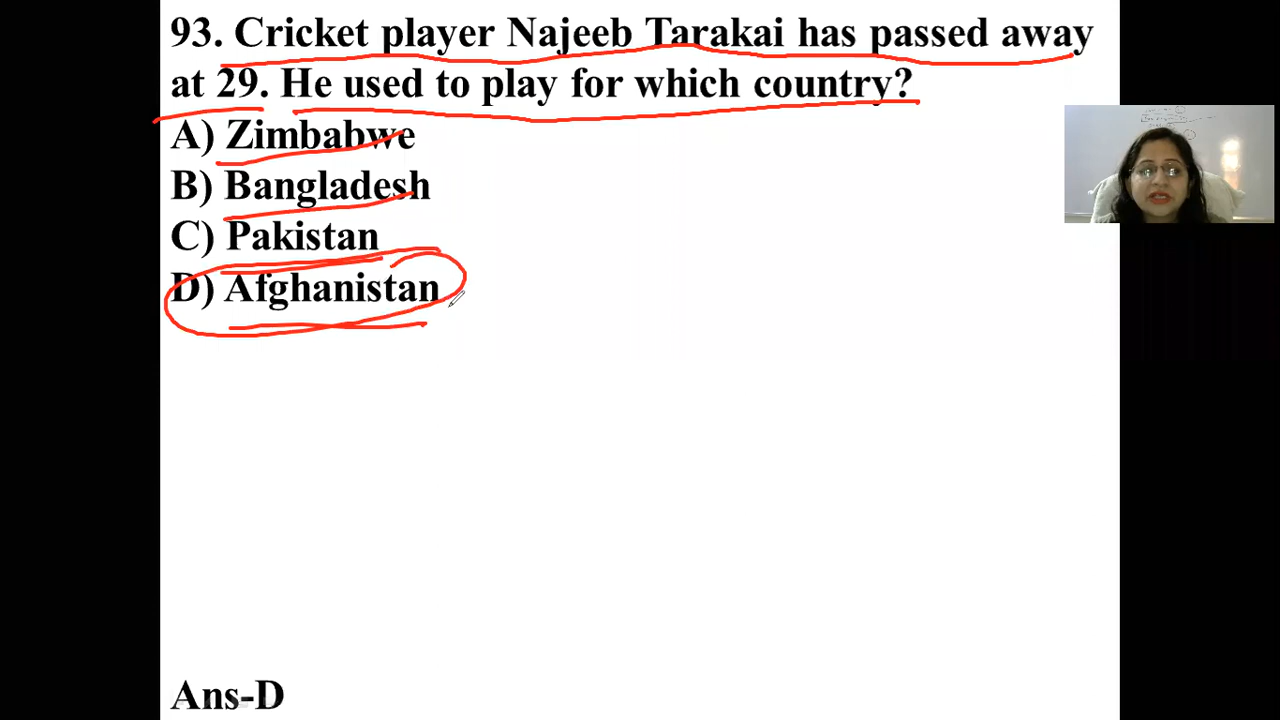 93. Cricket player Najeeb Tarakai has passed away
at 29. He used to play for which country?
A) Zimbabwe
B) Bangladesh
C) Pakistan
D) Afghanistan
Ans-D